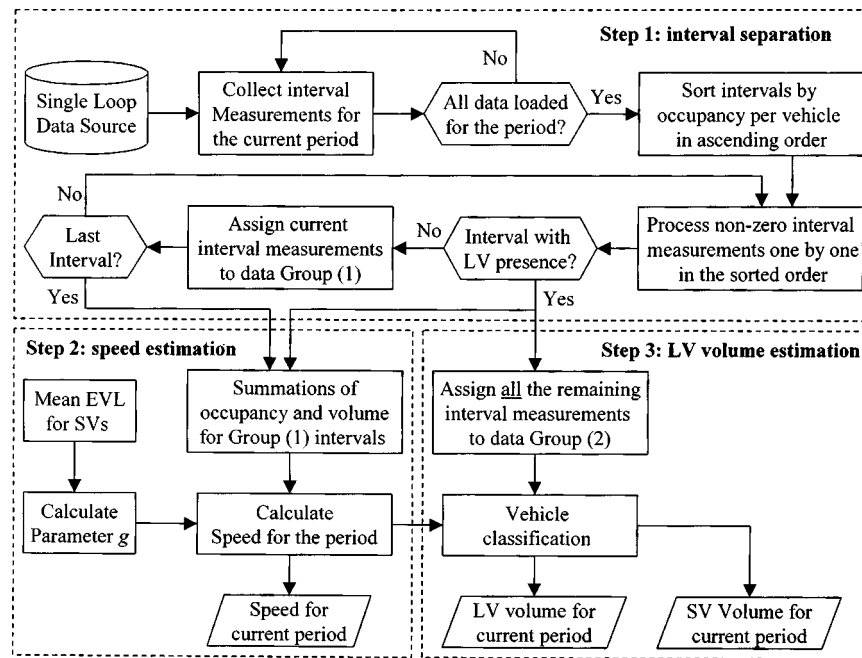 Step 1: interval separation
No
Single Loop
Data Source
Collect interval
Measurements for
the current period
All data loaded
for the period?
Yes
Sort intervals by
occupancy per vehicle
in ascending order
No
Last
Interval?
Assign current
interval measurements
to data Group (1)
No
Interval with
LV presence?
Process non-zero interval
measurements one by one
in the sorted order
Yes
Yes
Step 2: speed estimation
Step 3: LV volume estimation
Mean EVL
for SVs
Summations of
occupancy and volume
for Group (1) intervals
Assign all the remaining
interval measurements
to data Group (2)
Calculate
Parameter g
Calculate
Speed for the period
Vehicle
classification
Speed for
current period
LV volume for
current period
SV Volume for
current period